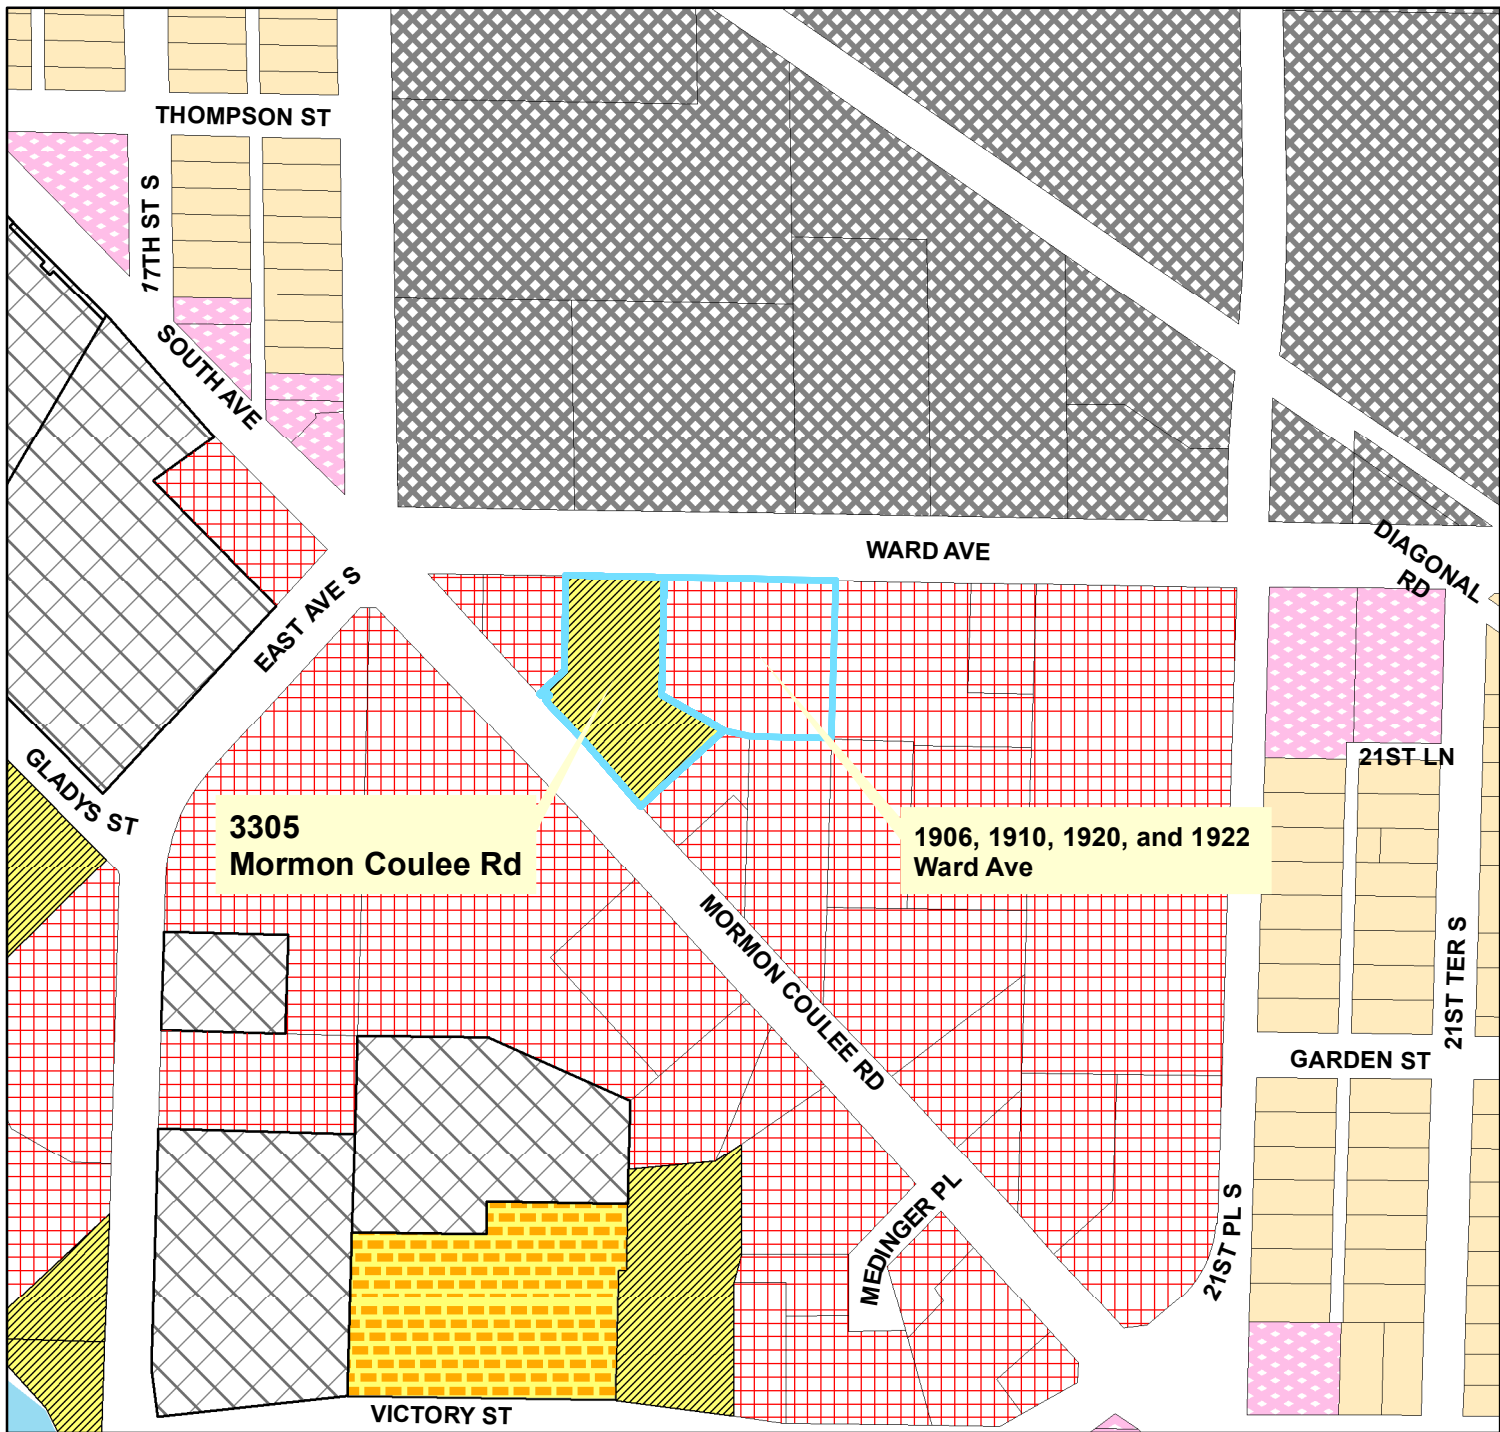 THOMPSON ST
17TH ST S
SOUTH AVE
WARD AVE
DIAGONAL
RD
EAST AVE S
21ST LN
GLADYS ST
3305
Mormon Coulee Rd
1906, 1910, 1920, and 1922
Ward Ave
MORMON COULEE RD
21ST TER S
GARDEN ST
MEDINGER PL
21ST PL S
VICTORY ST